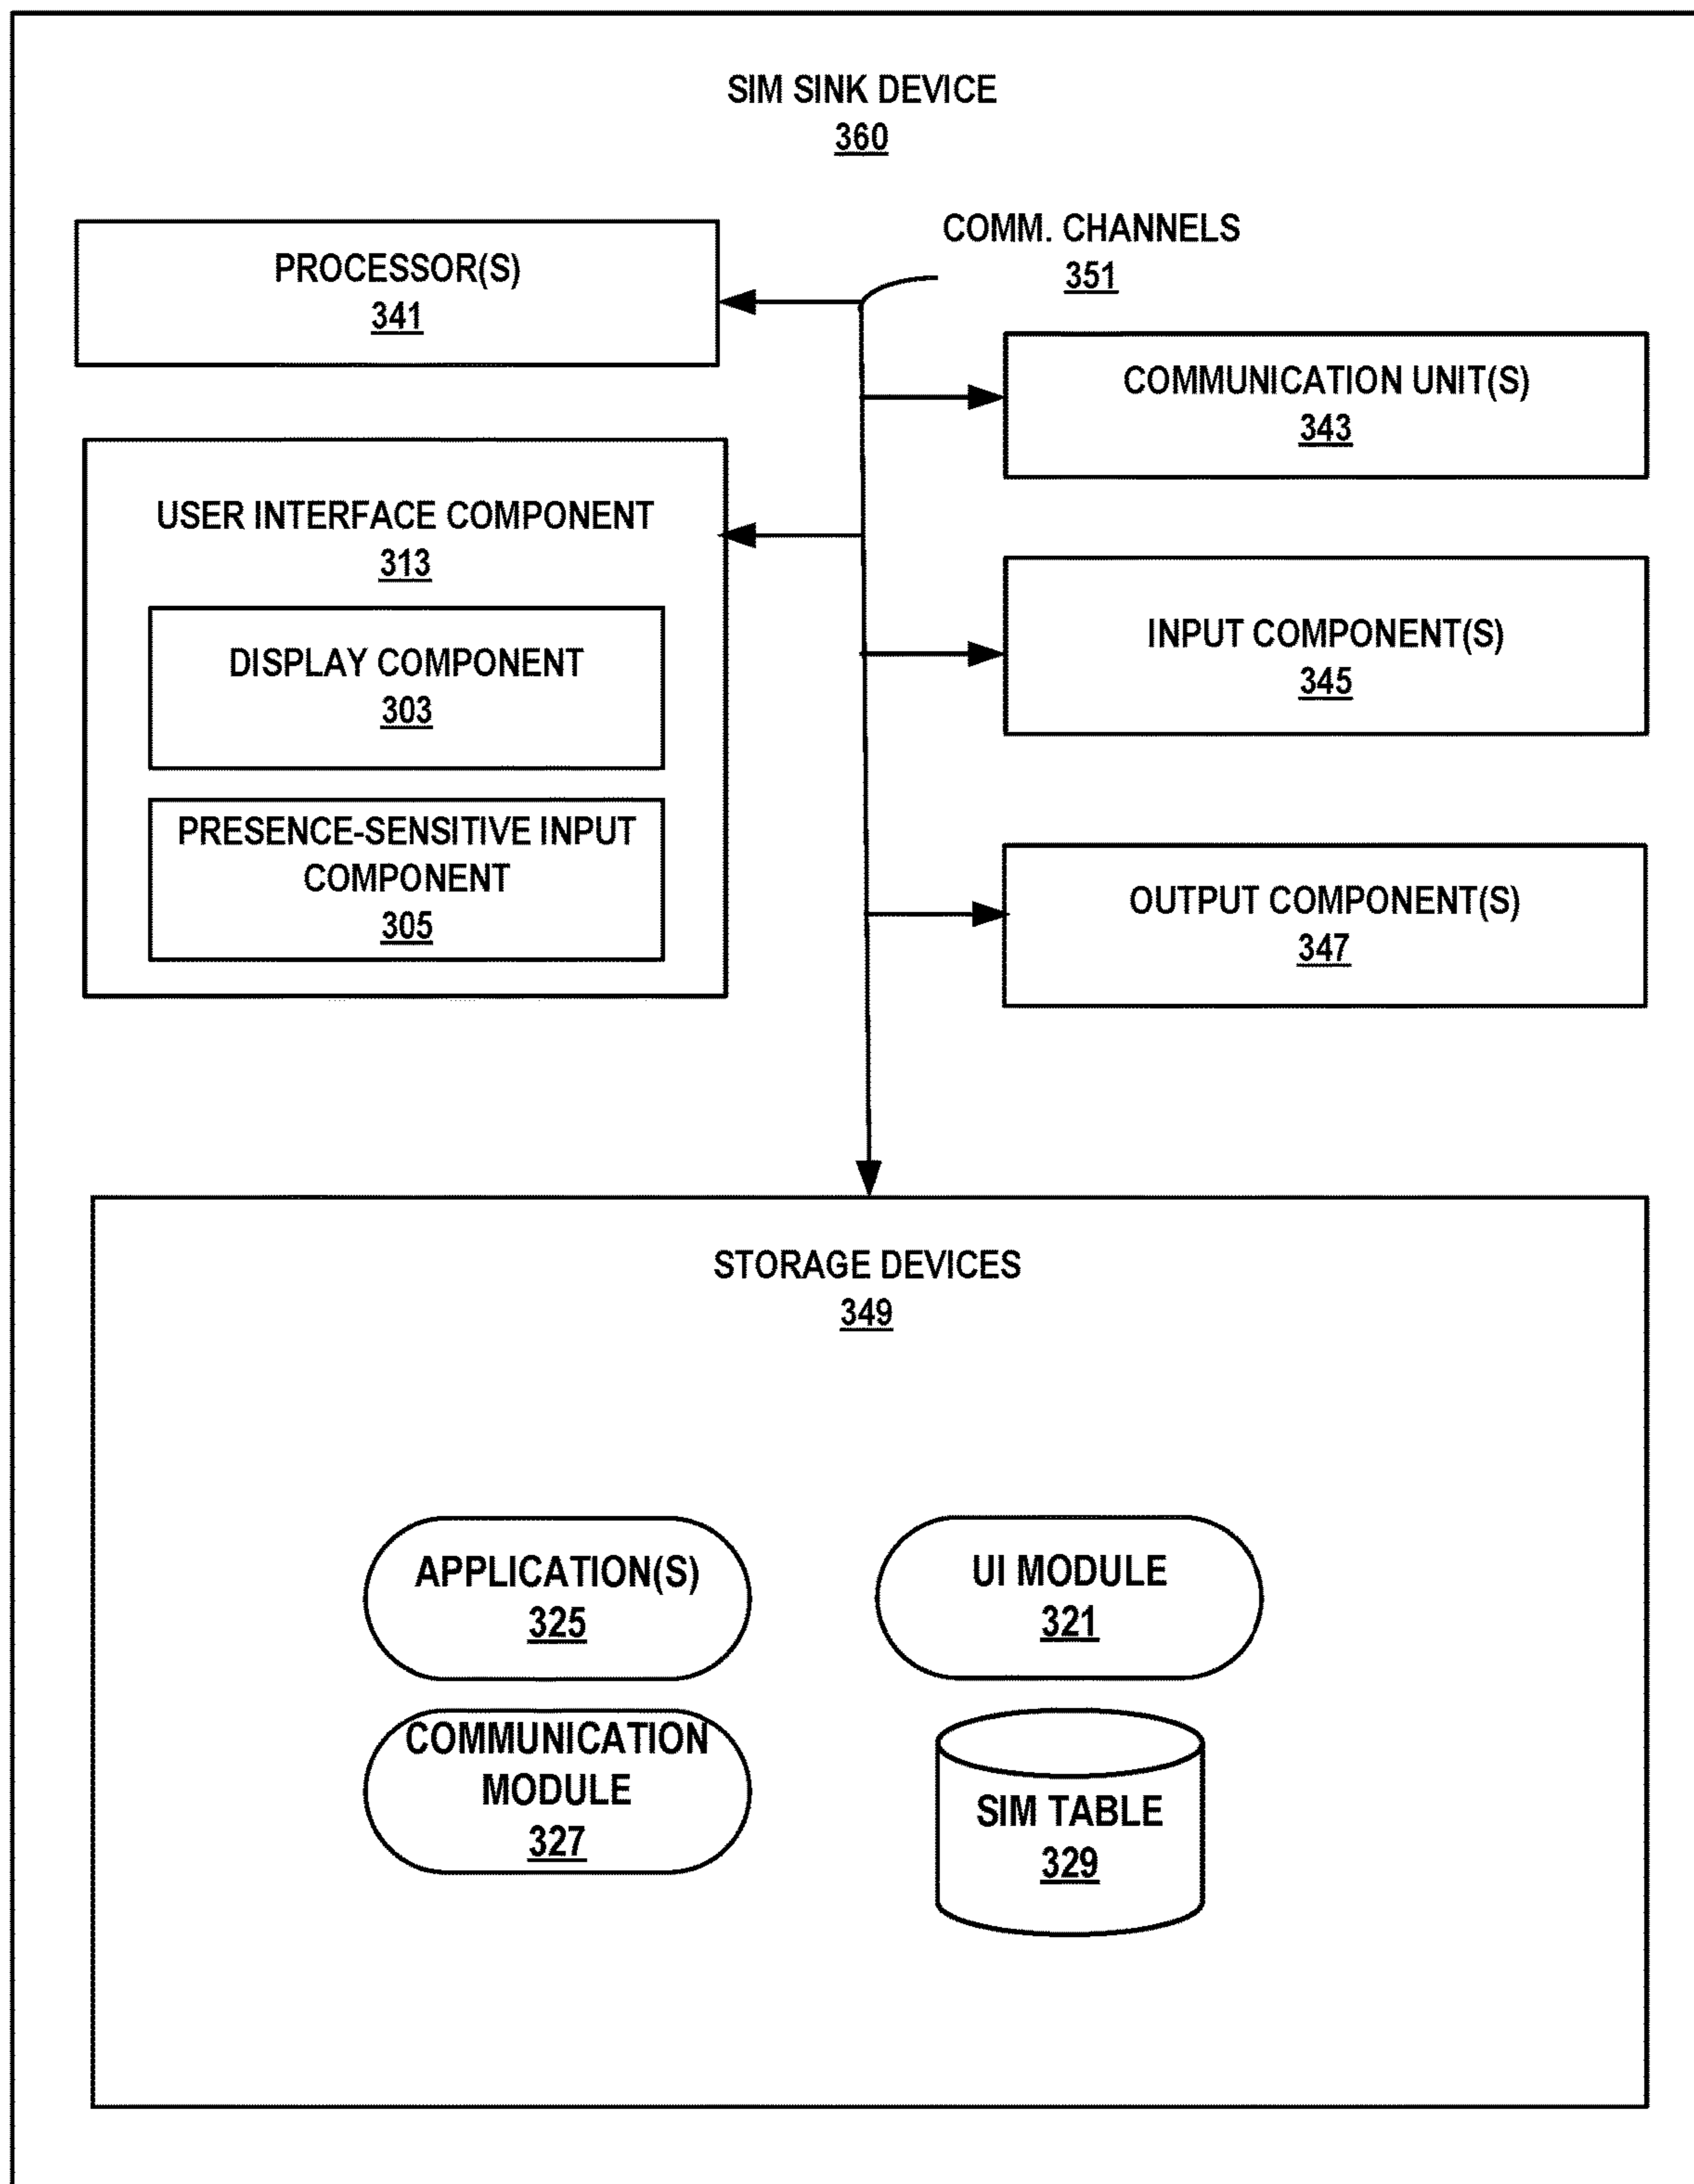 SIM SINK DEVICE
360
COMM. CHANNELS
351
PROCESSOR(S)
341
COMMUNICATION UNIT(S)
343
USER INTERFACE COMPONENT
313
DISPLAY COMPONENT
303
PRESENCE-SENSITIVE INPUT
COMPONENT
305
INPUT COMPONENT(S)
345
OUTPUT COMPONENT(S)
347
STORAGE DEVICES
349
APPLICATION(S)
325
UI MODULE
321
COMMUNICATION
MODULE
327
SIM TABLE
329